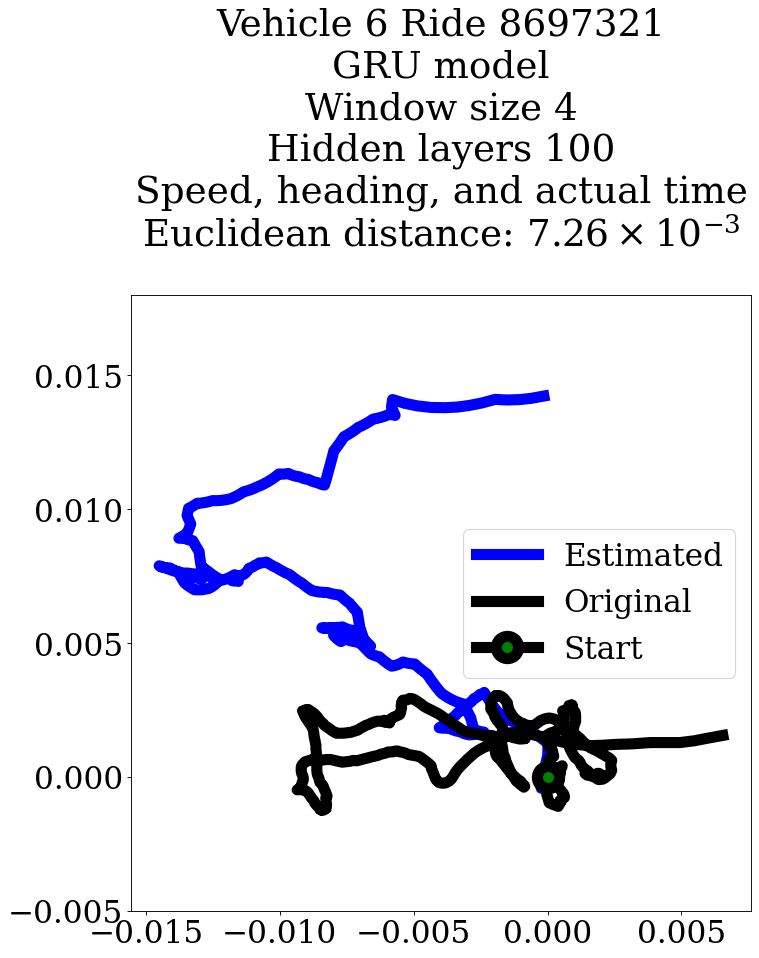 Vehicle 6 Ride 8697321
GRU model
Window size 4
Hidden layers 100
Speed, heading, and actual time
Euclidean distance: 7.26 × 10⁻³
0.015
0.010
0.005
0.000
−0.005
Estimated
Original
Start
−0.015 −0.010 −0.005 0.000 0.005